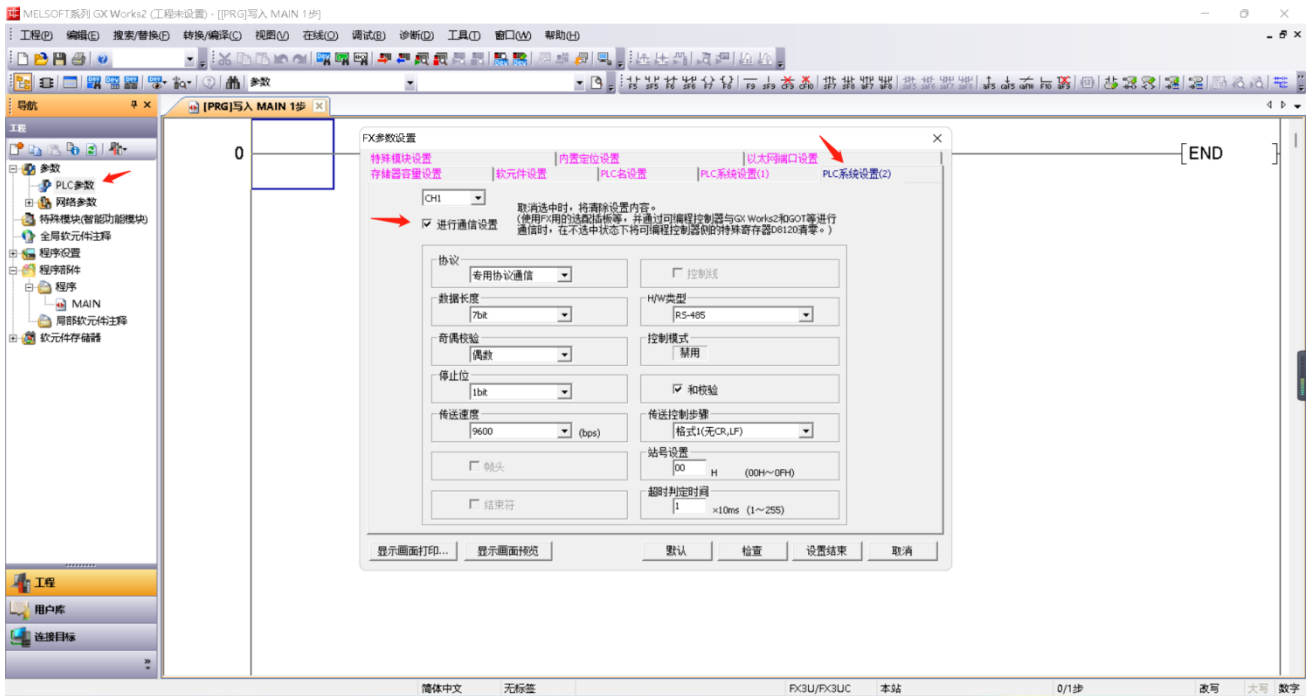 MELSOFT系列 GX Works2 (工程未设置) - [[PRG]写入 MAIN 1步]
工程(P) 编辑(E) 搜索/替换(F) 转换/编译(C) 视图(V) 在线(O) 调试(B) 诊断(D) 工具(T) 窗口(W) 帮助(H)
参数
导航
[PRG]写入 MAIN 1步
工程
参数
PLC参数
网络参数
特殊模块(智能功能模块)
全局软元件注释
程序设置
程序部件
程序
MAIN
局部软元件注释
软元件存储器
工程
用户库
连接目标
0
END
FX参数设置
特殊模块设置 内置定位设置 以太网端口设置
存储器容量设置 软元件设置 PLC名设置 PLC系统设置(1) PLC系统设置(2)
CH1
进行通信设置
取消选中时，将清除设置内容。
(使用FX用的选配插板等，并通过可编程控制器与GX Works2和GOT等进行
通信时，在不选中状态下将可编程控制器侧的特殊寄存器D8120清零。)
协议
专用协议通信
数据长度
7bit
奇偶校验
偶数
停止位
1bit
传送速度
9600 (bps)
帧头
结束符
控制线
H/W类型
RS-485
控制模式
禁用
和校验
传送控制步骤
格式1(无CR,LF)
站号设置
00 H (00H～0FH)
超时判定时间
1 ×10ms (1～255)
显示画面打印... 显示画面预览 默认 检查 设置结束 取消
简体中文 无标签 FX3U/FX3UC 本站 0/1步 改写 大写 数字